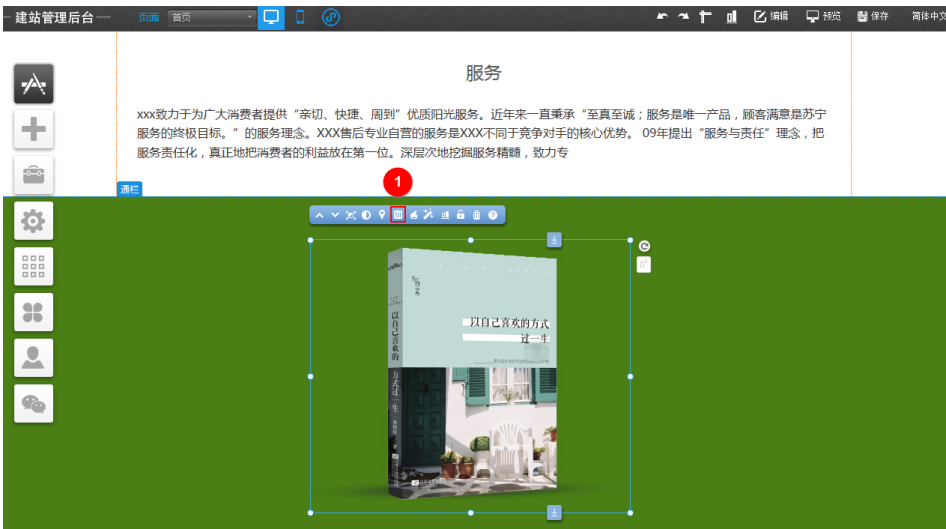 建站管理后台
页面 首页
编辑 预览 保存 简体中文
服务
xxx致力于为广大消费者提供“亲切、快捷、周到”优质阳光服务。近年来一直秉承“至真至诚；服务是唯一产品，顾客满意是苏宁
服务的终极目标。”的服务理念。XXX售后专业自营的服务是XXX不同于竞争对手的核心优势。 09年提出“服务与责任”理念，把
服务责任化，真正地把消费者的利益放在第一位。深层次地挖掘服务精髓，致力专
1
通栏
以自己喜欢的方式
过一生
以自己喜欢的
方式过一生